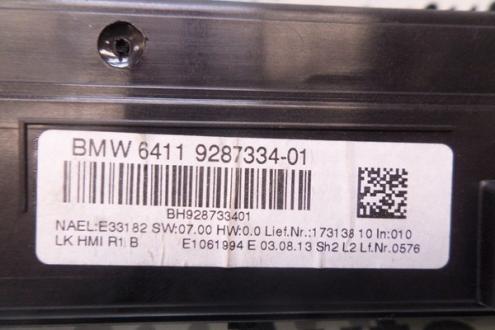 BMW 6411 9287334-01
BH928733401
NAEL:E33182 SW:07.00 HW:0.0 Lief.Nr.:173138 10 In:010
LK HMI R1 B E1061994 E 03.08.13 Sh2 L2 Lf.Nr.0576